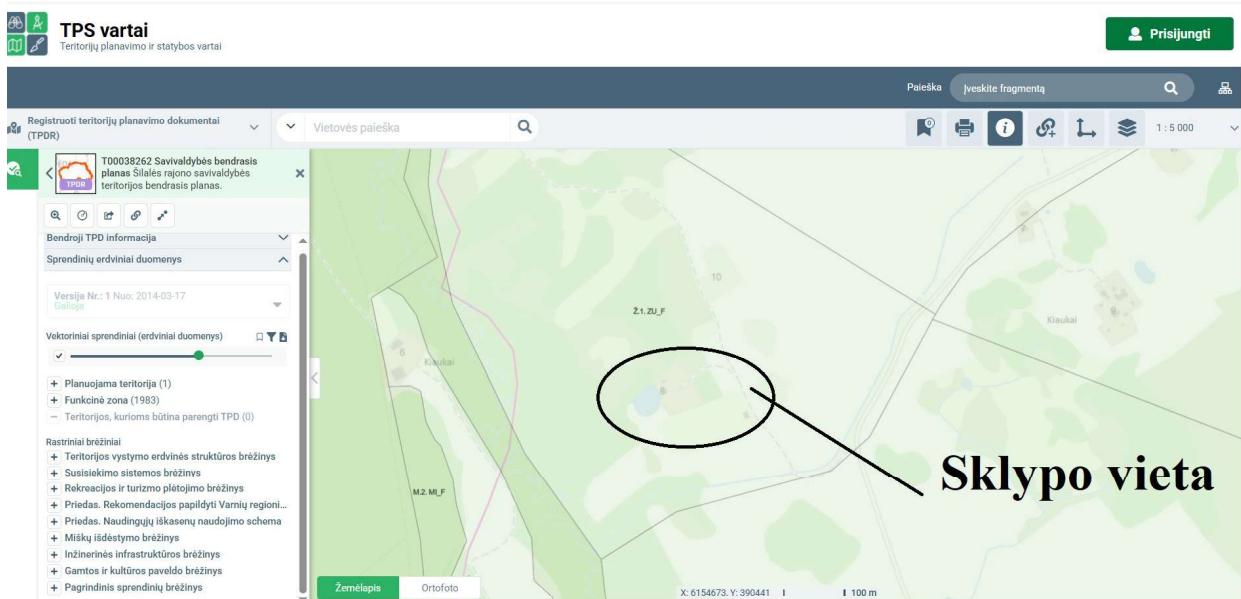 TPS vartai
Teritorijų planavimo ir statybos vartai
Prisijungti
Paieška
Įveskite fragmentą
Registruoti teritorijų planavimo dokumentai
(TPDR)
Vietovės paieška
0
1 : 5 000
TPDR
T00038262 Savivaldybės bendrasis
planas Šilalės rajono savivaldybės
teritorijos bendrasis planas.
Bendroji TPD informacija
Sprendinių erdviniai duomenys
Versija Nr.: 1 Nuo: 2014-03-17
Galioja
Vektoriniai sprendiniai (erdviniai duomenys)
+ Planuojama teritorija (1)
+ Funkcinė zona (1983)
− Teritorijos, kurioms būtina parengti TPD (0)
Rastriniai brėžiniai
+ Teritorijos vystymo erdvinės struktūros brėžinys
+ Susisiekimo sistemos brėžinys
+ Rekreacijos ir turizmo plėtojimo brėžinys
+ Priedas. Rekomendacijos papildyti Varnių regioni...
+ Priedas. Naudingųjų iškasenų naudojimo schema
+ Miškų išdėstymo brėžinys
+ Inžinerinės infrastruktūros brėžinys
+ Gamtos ir kultūros paveldo brėžinys
+ Pagrindinis sprendinių brėžinys
10
Ž.1. ZU_F
Kiaukai
6
Kiaukai
8
M.2. MI_F
Sklypo vieta
Žemėlapis
Ortofoto
X: 6154673. Y: 390441
100 m